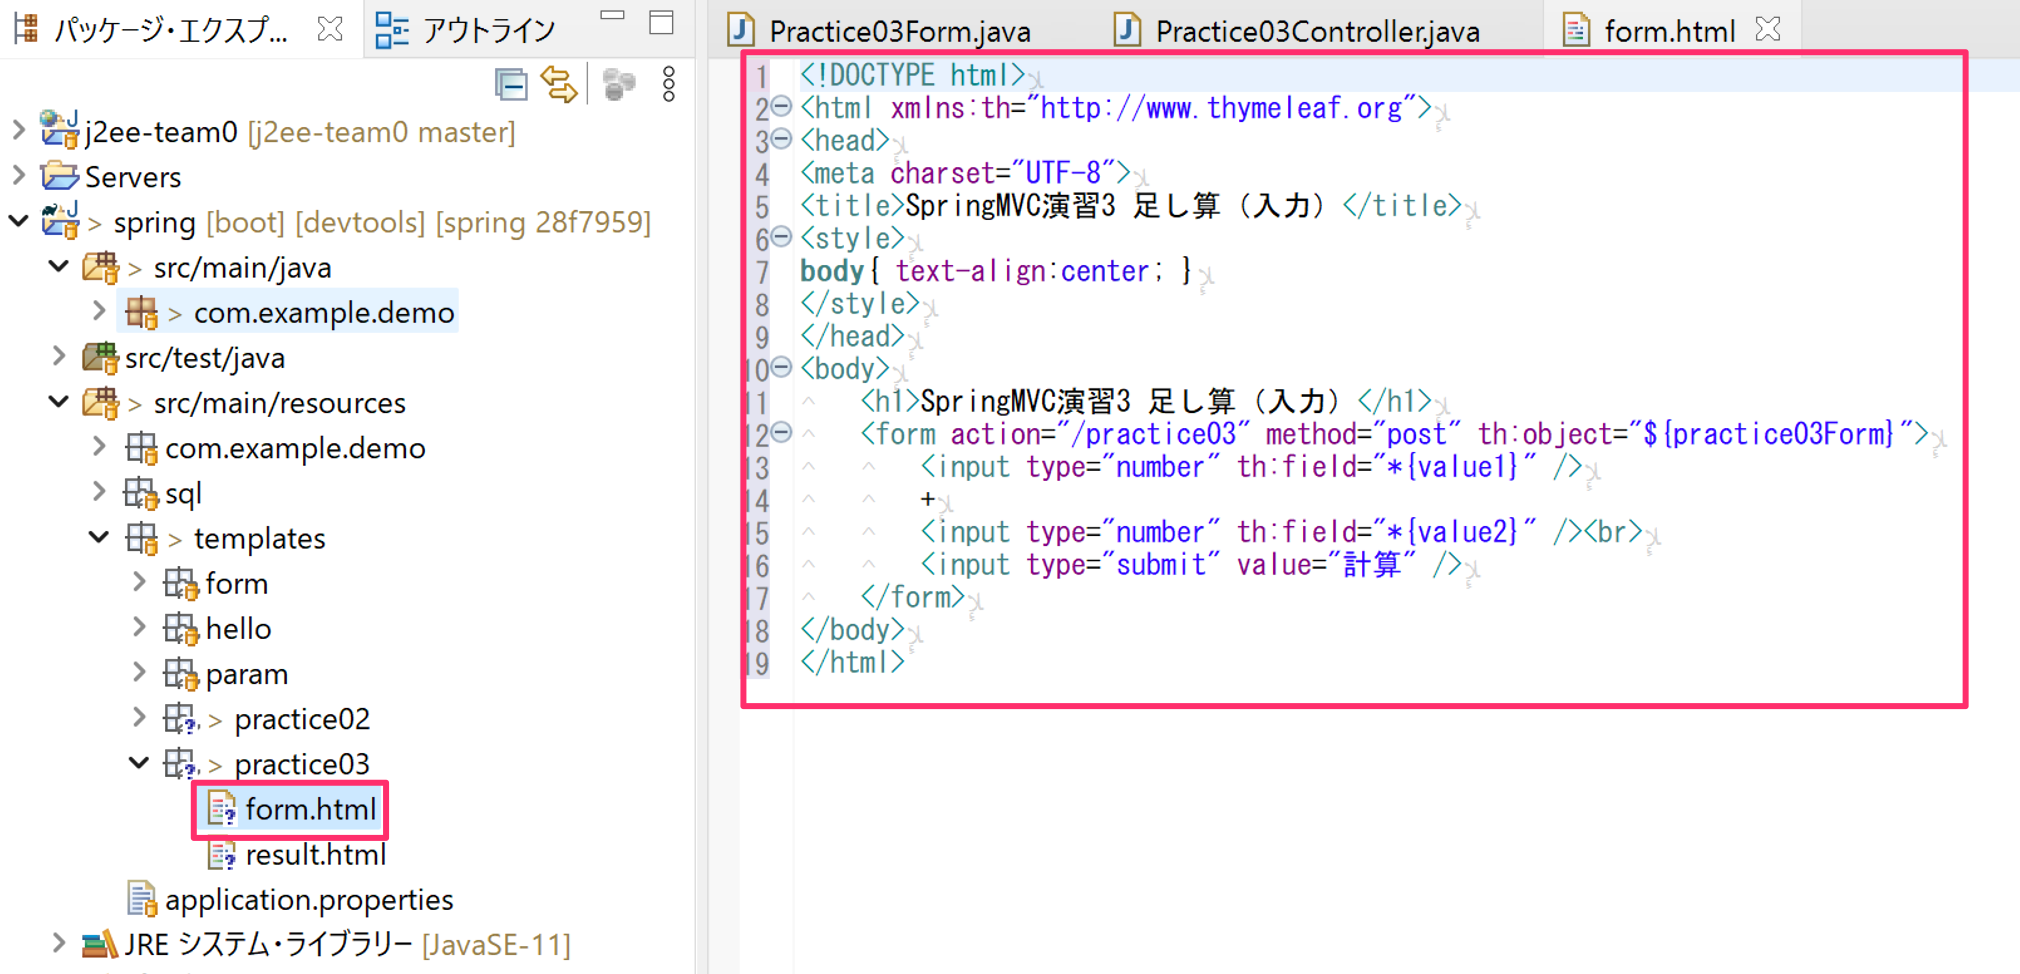 パッケージ・エクスプ...
アウトライン
j2ee-team0 [j2ee-team0 master]
Servers
> spring [boot] [devtools] [spring 28f7959]
> src/main/java
> com.example.demo
src/test/java
> src/main/resources
com.example.demo
sql
> templates
form
hello
param
> practice02
> practice03
form.html
result.html
application.properties
JRE システム・ライブラリー [JavaSE-11]
Practice03Form.java
Practice03Controller.java
form.html
1 <!DOCTYPE html>
2 <html xmlns:th="http://www.thymeleaf.org">
3 <head>
4 <meta charset="UTF-8">
5 <title>SpringMVC演習3 足し算（入力）</title>
6 <style>
7 body{ text-align:center; }
8 </style>
9 </head>
10 <body>
11 <h1>SpringMVC演習3 足し算（入力）</h1>
12 <form action="/practice03" method="post" th:object="${practice03Form}">
13 <input type="number" th:field="*{value1}" />
14 +
15 <input type="number" th:field="*{value2}" /><br>
16 <input type="submit" value="計算" />
17 </form>
18 </body>
19 </html>